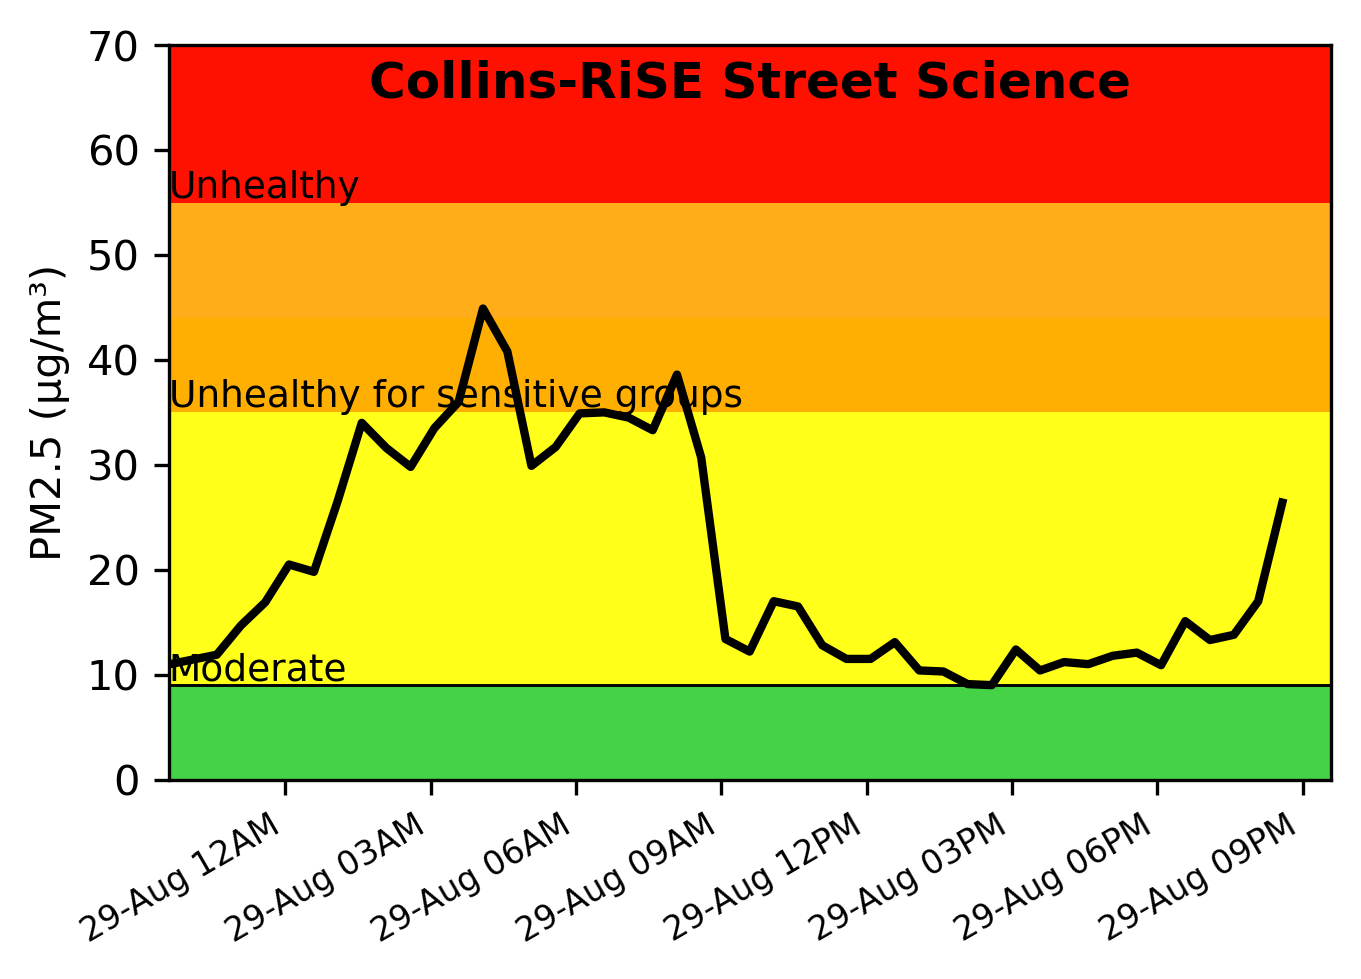 Collins-RiSE Street Science
70
60
50
40
30
20
10
0
PM2.5 (μg/m³)
Unhealthy
Unhealthy for sensitive groups
Moderate
29-Aug 12AM
29-Aug 03AM
29-Aug 06AM
29-Aug 09AM
29-Aug 12PM
29-Aug 03PM
29-Aug 06PM
29-Aug 09PM